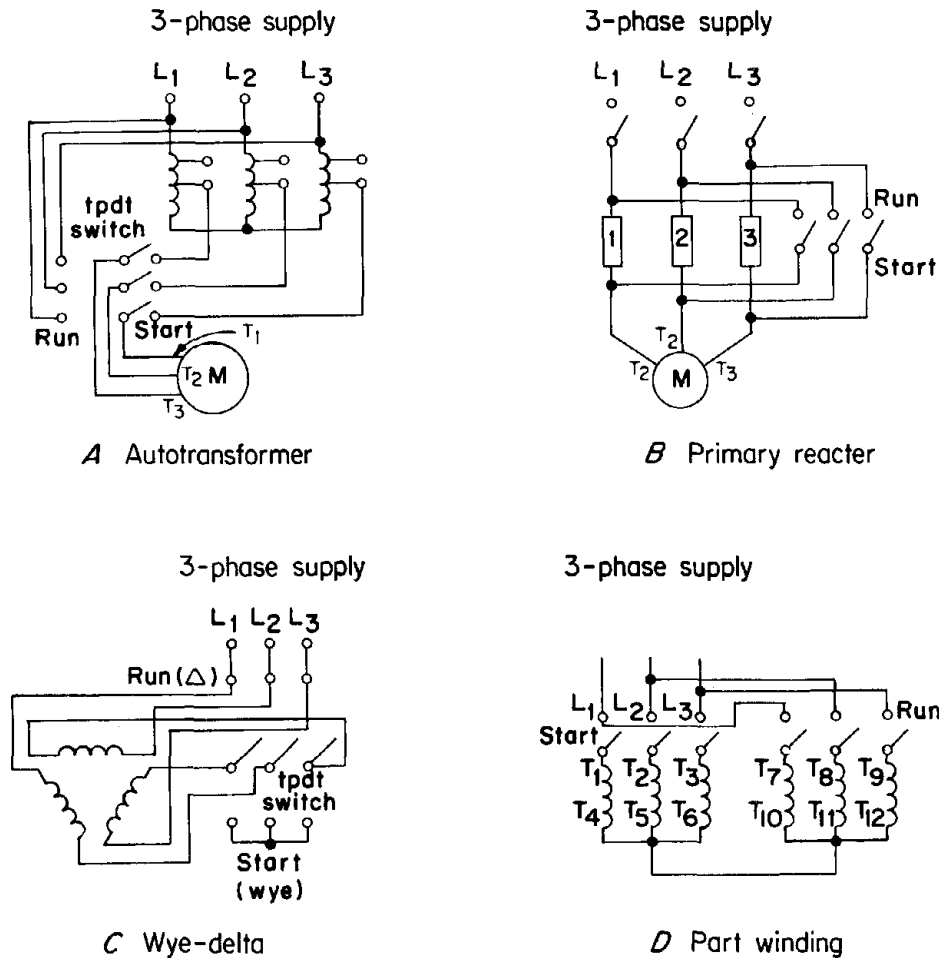 3-phase supply
L1 L2 L3
tpdt
switch
Run
Start
T1
T2 M
T3
A Autotransformer
3-phase supply
L1 L2 L3
Run
1 2 3
Start
T2
T2 M T3
B Primary reacter
3-phase supply
L1 L2 L3
Run (△)
tpdt
switch
Start
(wye)
C Wye-delta
3-phase supply
L1 L2 L3
Run
Start
T1 T2 T3 T7 T8 T9
T4 T5 T6 T10 T11 T12
D Part winding